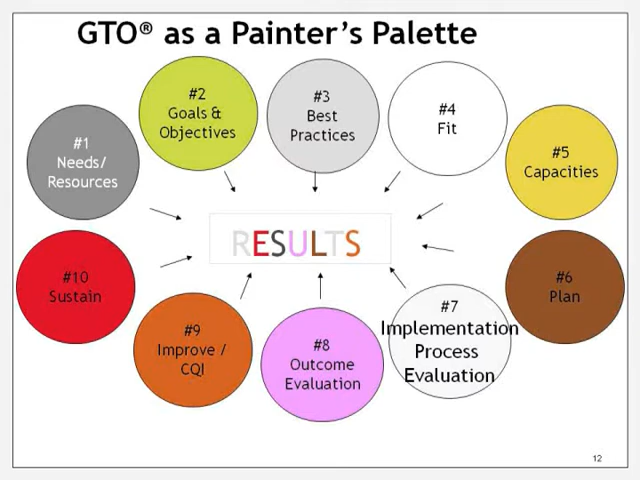 GTO® as a Painter's Palette
#1
Needs/
Resources
#2
Goals &
Objectives
#3
Best
Practices
#4
Fit
#5
Capacities
RESULTS
#10
Sustain
#6
Plan
#9
Improve /
CQI
#8
Outcome
Evaluation
#7
Implementation
Process
Evaluation
12